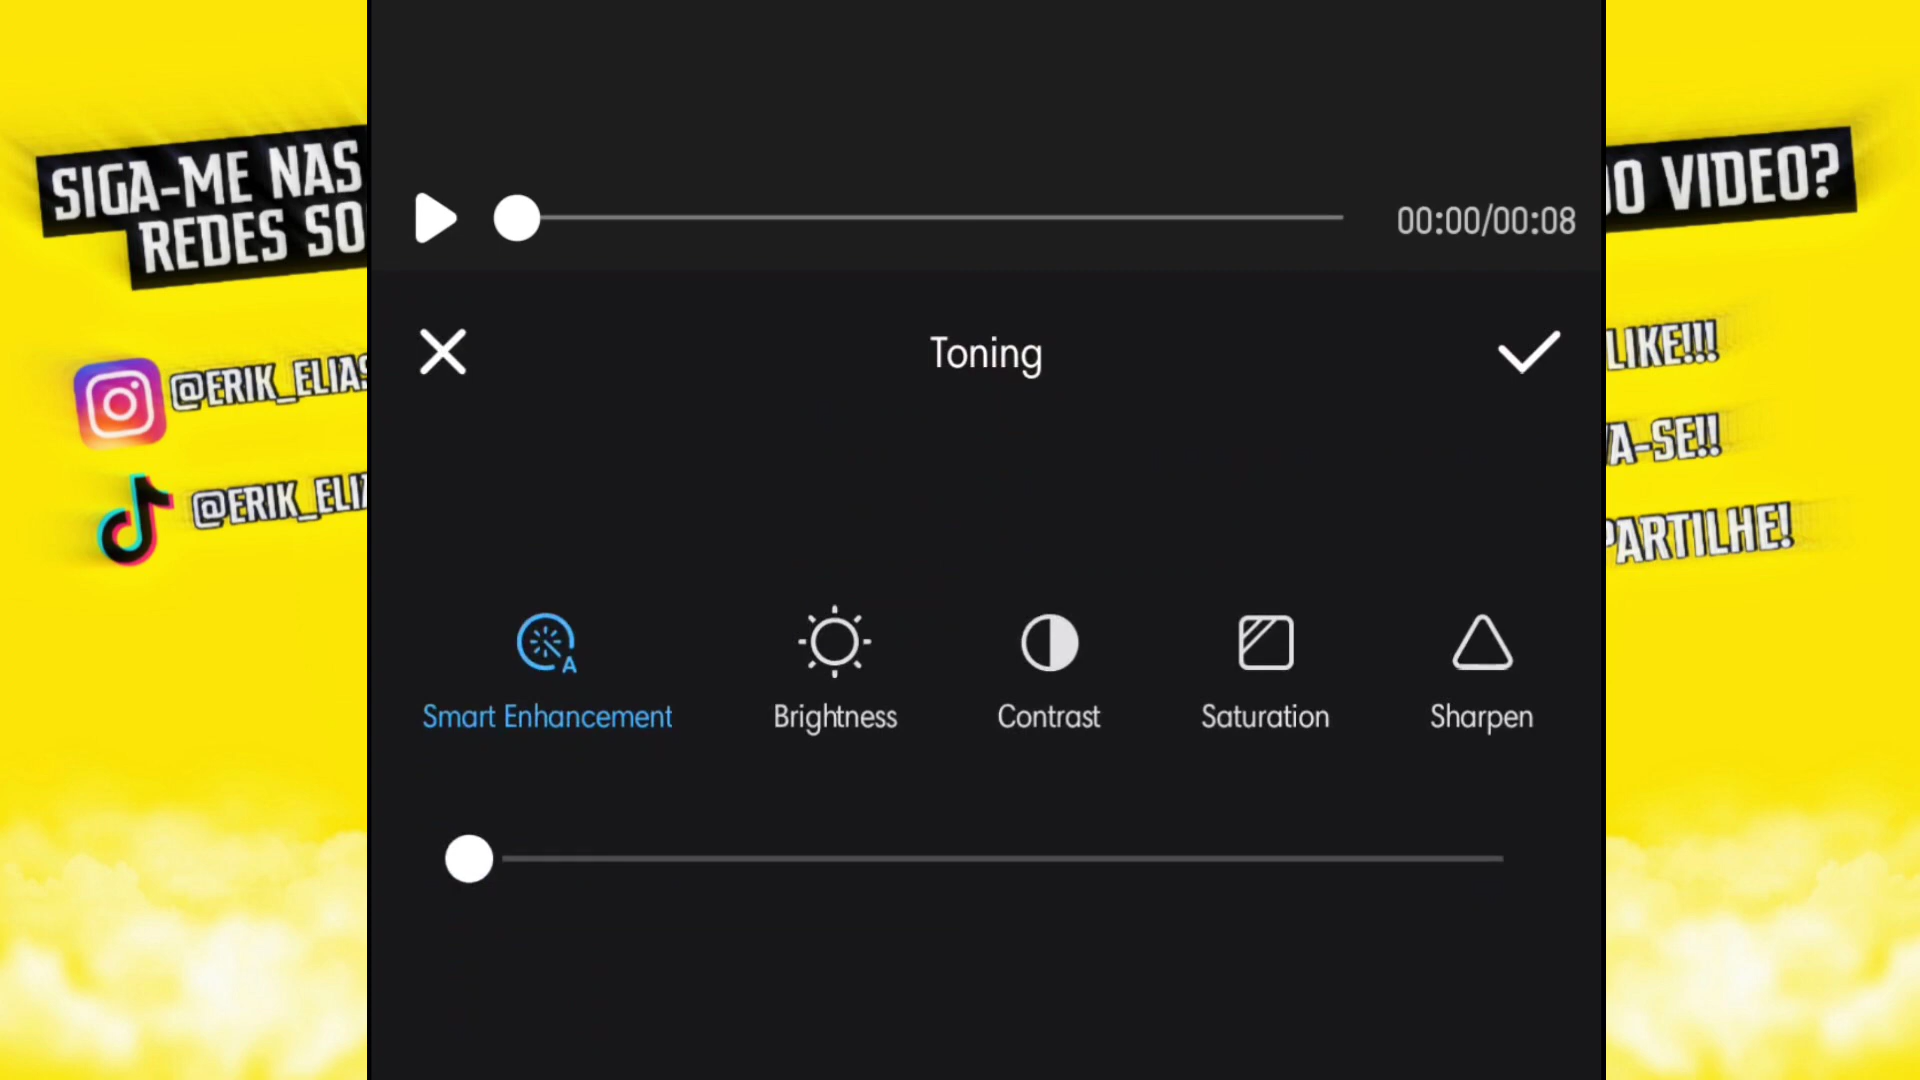 SIGA-ME NAS
REDES SO
@ERIK_ELIAS
@ERIK_ELI
00:00/00:08
Toning
Smart Enhancement
Brightness
Contrast
Saturation
Sharpen
DO VIDEO?
LIKE!!!
A-SE!!
PARTILHE!